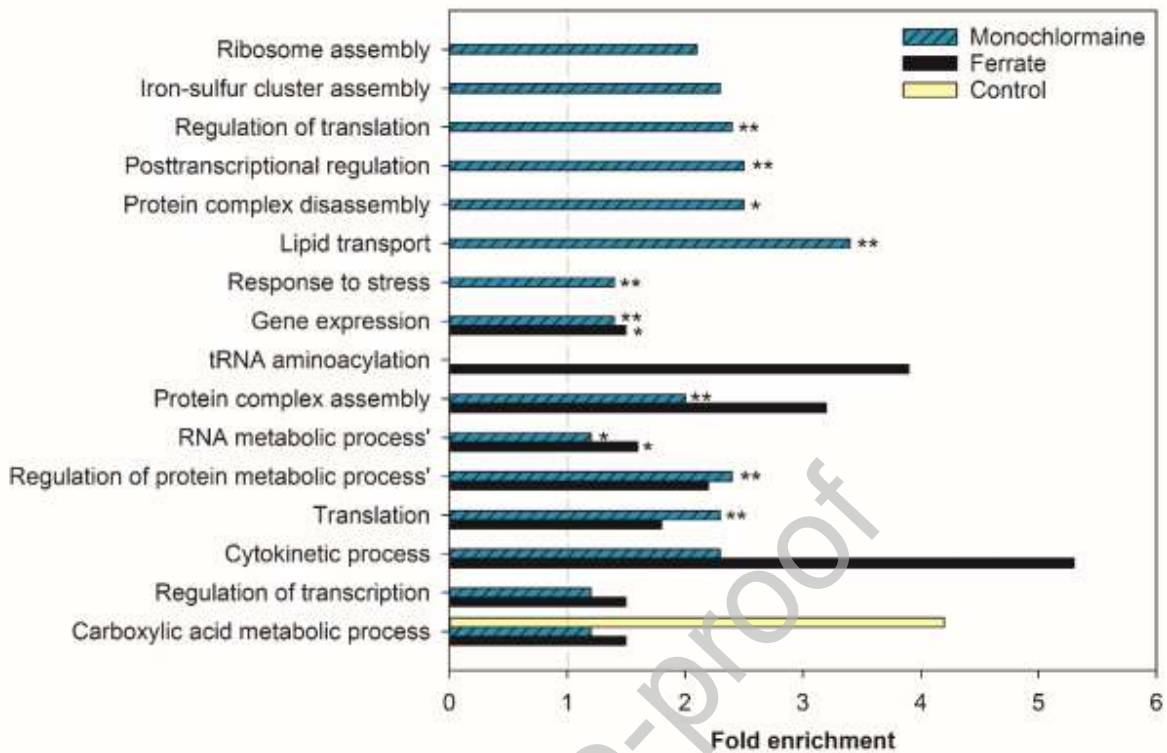 Monochlormaine
Ferrate
Control
Ribosome assembly
Iron-sulfur cluster assembly
Regulation of translation **
Posttranscriptional regulation **
Protein complex disassembly *
Lipid transport **
Response to stress **
Gene expression **
*
tRNA aminoacylation
Protein complex assembly **
RNA metabolic process' *
*
Regulation of protein metabolic process' **
Translation **
Cytokinetic process
Regulation of transcription
Carboxylic acid metabolic process
0 1 2 3 4 5 6
Fold enrichment
-proof